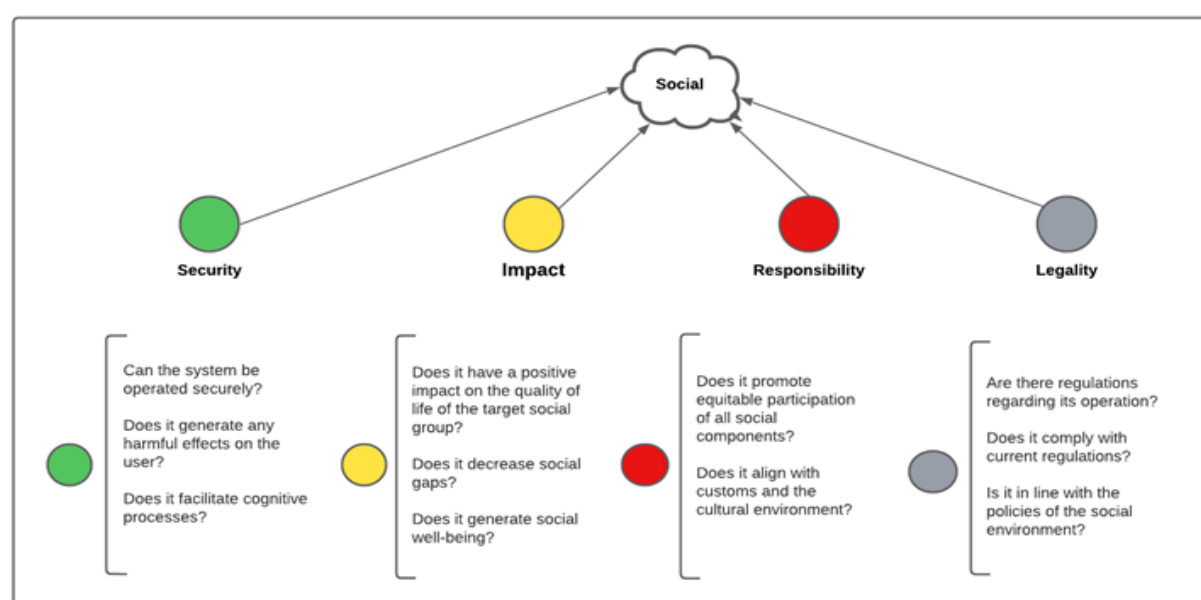 Social
Security
Impact
Responsibility
Legality
Can the system be
operated securely?
Does it generate any
harmful effects on the
user?
Does it facilitate cognitive
processes?
Does it have a positive
impact on the quality of
life of the target social
group?
Does it decrease social
gaps?
Does it generate social
well-being?
Does it promote
equitable participation
of all social
components?
Does it align with
customs and the
cultural environment?
Are there regulations
regarding its operation?
Does it comply with
current regulations?
Is it in line with the
policies of the social
environment?